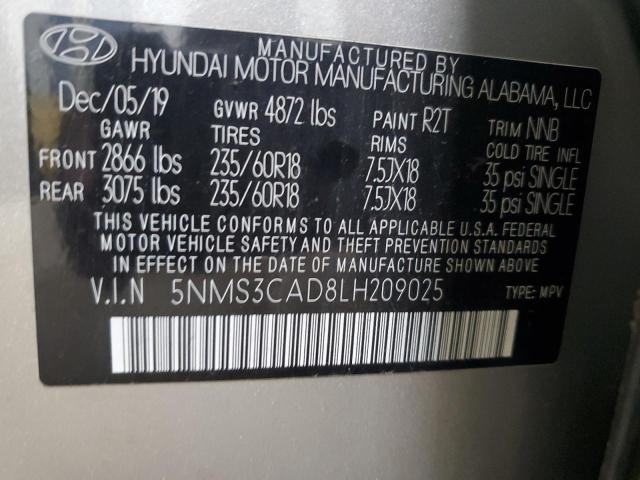 MANUFACTURED BY
HYUNDAI MOTOR MANUFACTURING ALABAMA, LLC
Dec/05/19 GVWR 4872 lbs PAINT R2T TRIM NNB
GAWR TIRES RIMS COLD TIRE INFL
FRONT 2866 lbs 235/60R18 7.5JX18 35 psi SINGLE
REAR 3075 lbs 235/60R18 7.5JX18 35 psi SINGLE
THIS VEHICLE CONFORMS TO ALL APPLICABLE U.S.A. FEDERAL
MOTOR VEHICLE SAFETY AND THEFT PREVENTION STANDARDS
IN EFFECT ON THE DATE OF MANUFACTURE SHOWN ABOVE.
V.I.N 5NMS3CAD8LH209025 TYPE: MPV